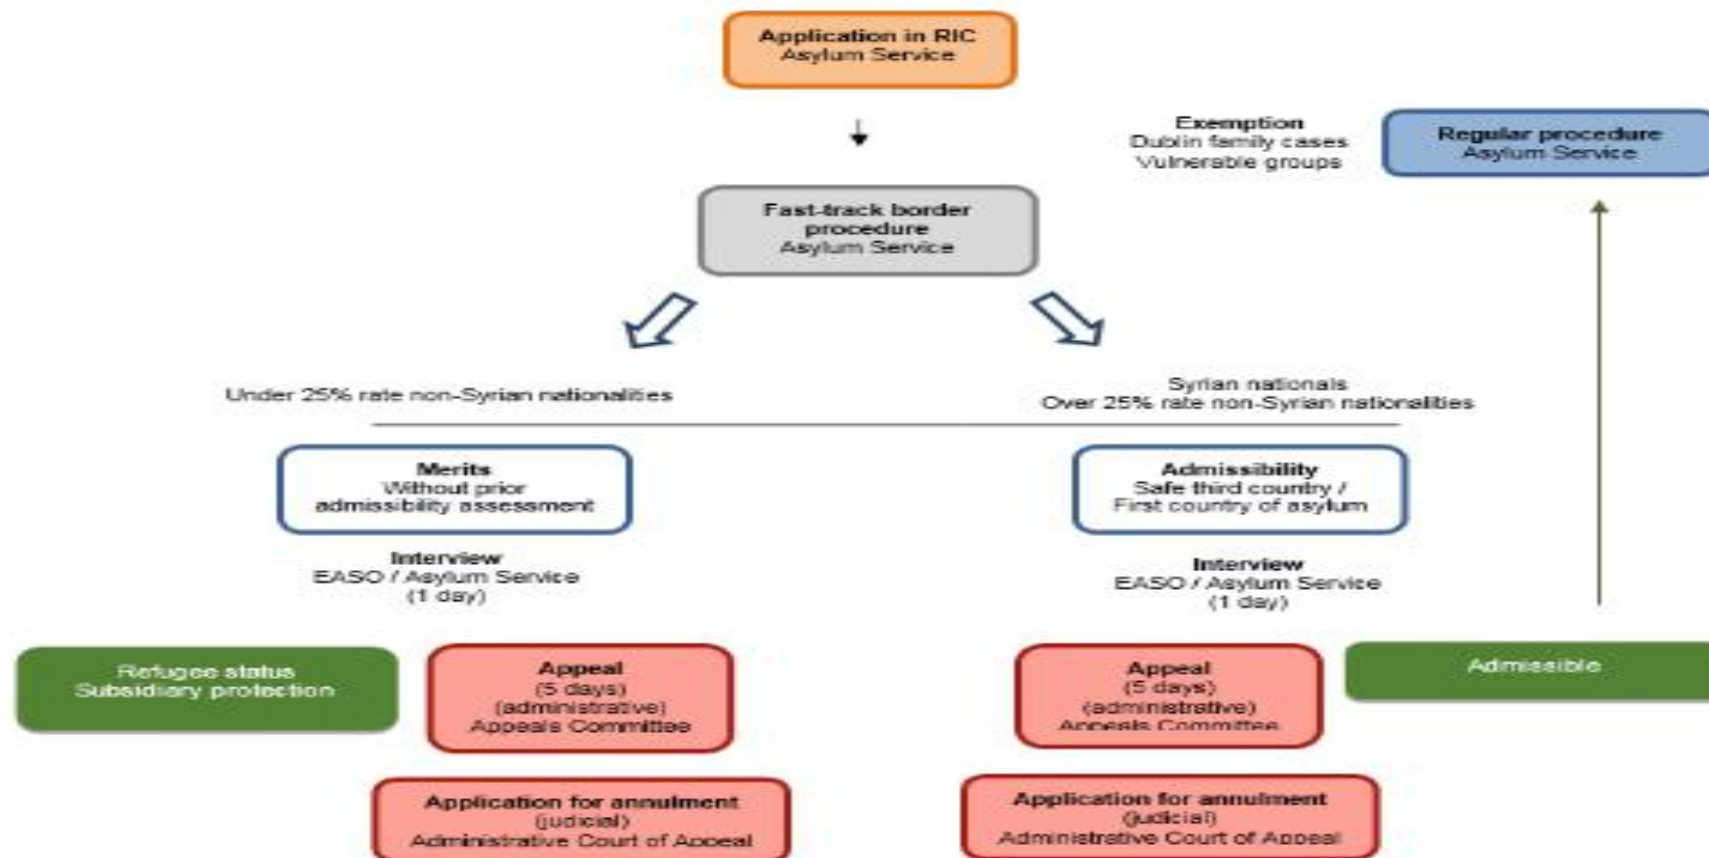 Application in RIC
Asylum Service
Exemption
Dublin family cases
Vulnerable groups
Regular procedure
Asylum Service
Fast-track border
procedure
Asylum Service
Under 25% rate non-Syrian nationalities
Syrian nationals
Over 25% rate non-Syrian nationalities
Merits
Without prior
admissibility assessment
Admissibility
Safe third country /
First country of asylum
Interview
EASO / Asylum Service
(1 day)
Interview
EASO / Asylum Service
(1 day)
Refugee status
Subsidiary protection
Appeal
(5 days)
(administrative)
Appeals Committee
Appeal
(5 days)
(administrative)
Appeals Committee
Admissible
Application for annulment
(judicial)
Administrative Court of Appeal
Application for annulment
(judicial)
Administrative Court of Appeal